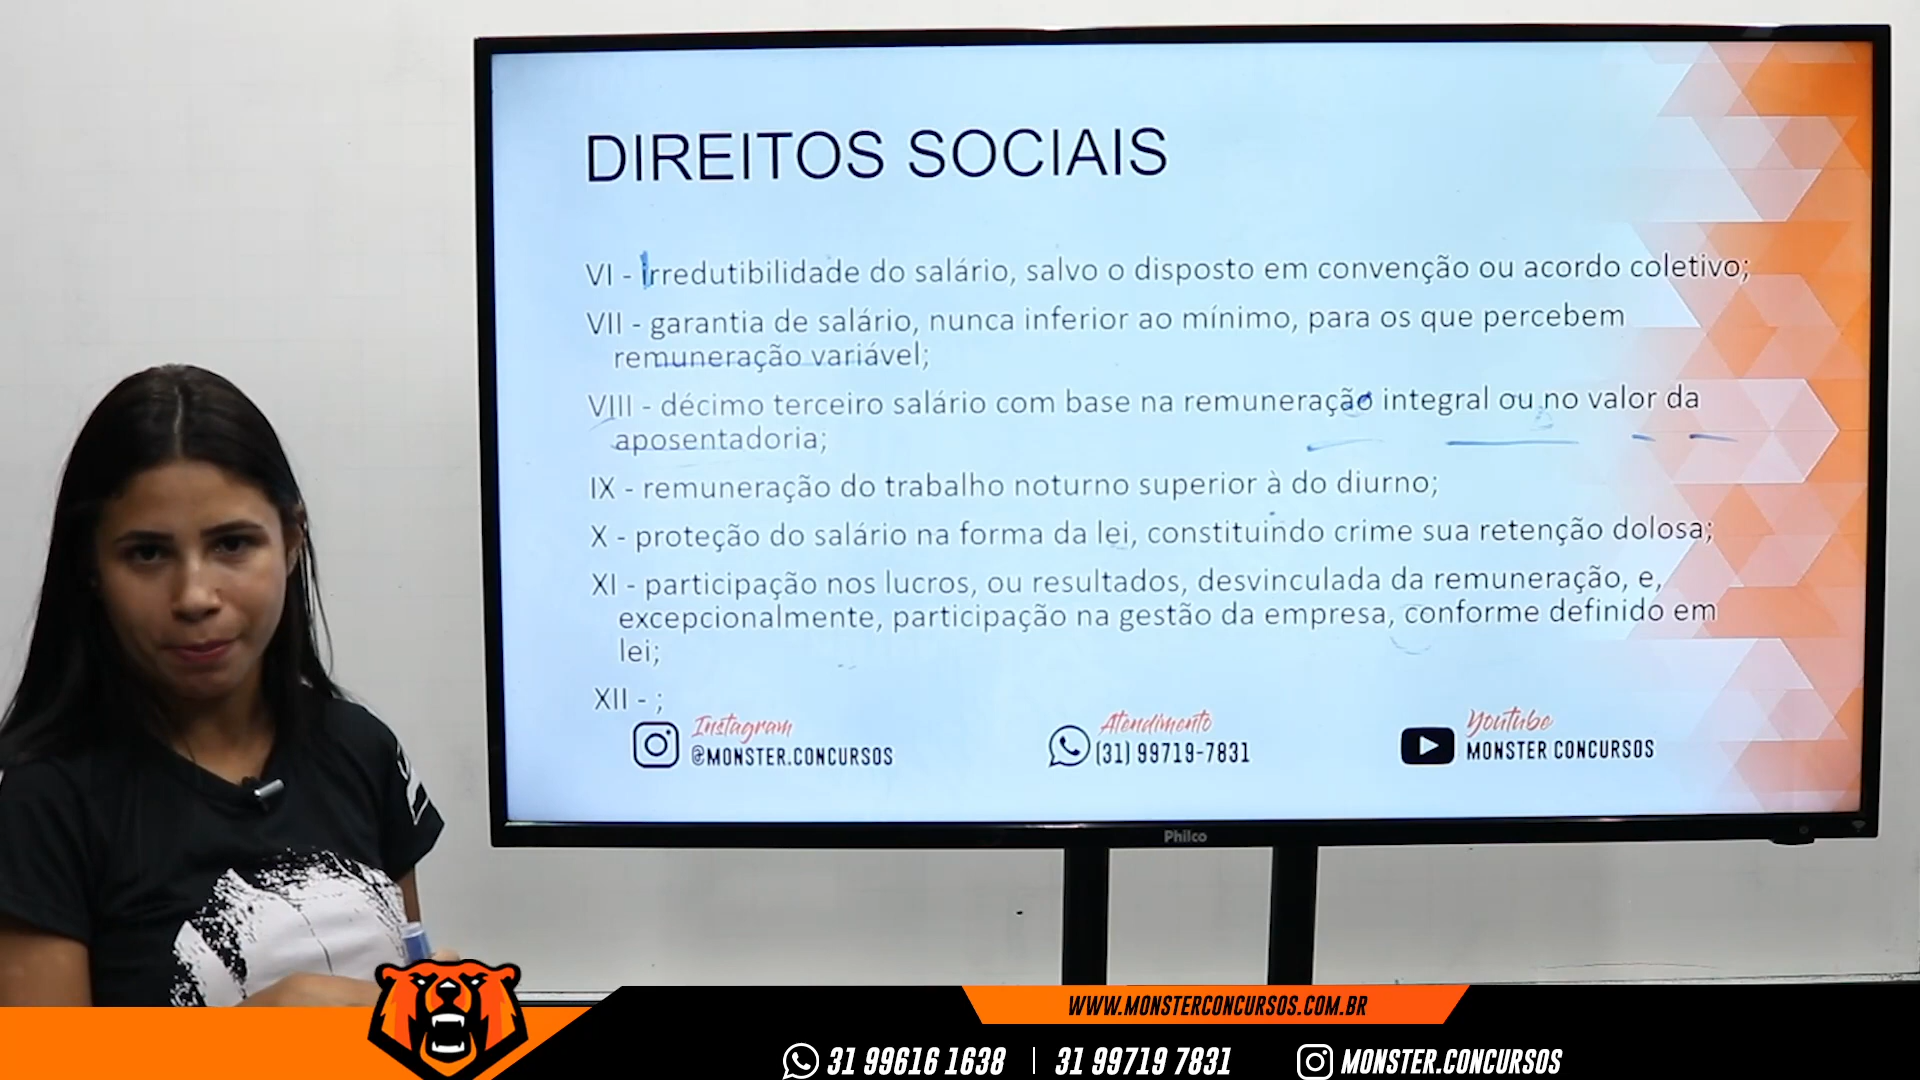 DIREITOS SOCIAIS
VI - irredutibilidade do salário, salvo o disposto em convenção ou acordo coletivo;
VII - garantia de salário, nunca inferior ao mínimo, para os que percebem
remuneração variável;
VIII - décimo terceiro salário com base na remuneração integral ou no valor da
aposentadoria;
IX - remuneração do trabalho noturno superior à do diurno;
X - proteção do salário na forma da lei, constituindo crime sua retenção dolosa;
XI - participação nos lucros, ou resultados, desvinculada da remuneração, e,
excepcionalmente, participação na gestão da empresa, conforme definido em
lei;
XII - ;
Instagram
@MONSTER.CONCURSOS
Atendimento
(31) 99719-7831
Youtube
MONSTER CONCURSOS
Philco
WWW.MONSTERCONCURSOS.COM.BR
31 99616 1638 | 31 99719 7831 MONSTER.CONCURSOS